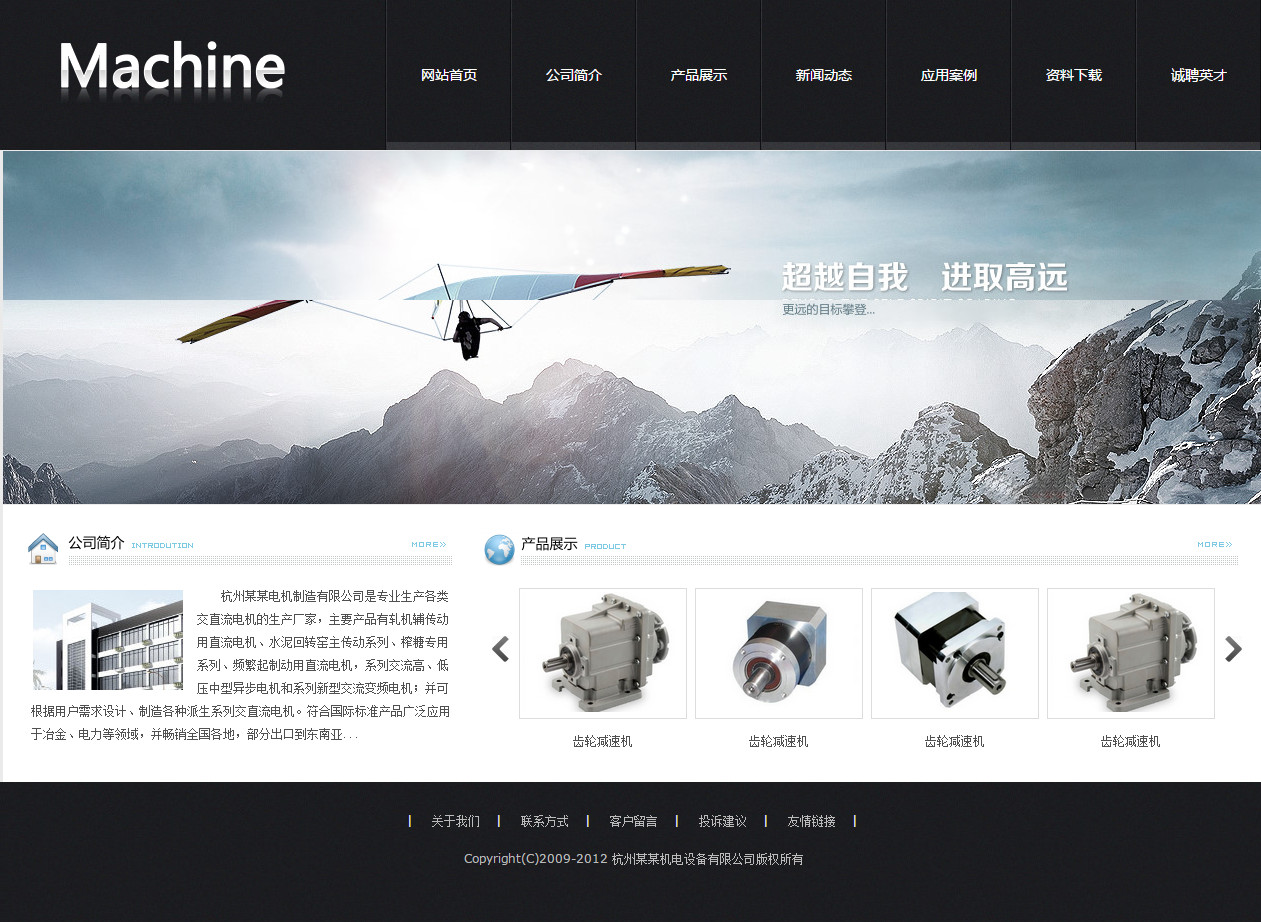 Machine
网站首页 公司简介 产品展示 新闻动态 应用案例 资料下载 诚聘英才
超越自我 进取高远
更远的目标攀登...
公司简介 INTRODUTION MORE»
产品展示 PRODUCT MORE»
杭州某某电机制造有限公司是专业生产各类
交直流电机的生产厂家，主要产品有轧机辅传动
用直流电机、水泥回转窑主传动系列、榨糖专用
系列、频繁起制动用直流电机，系列交流高、低
压中型异步电机和系列新型交流变频电机；并可
根据用户需求设计、制造各种派生系列交直流电机。符合国际标准产品广泛应用
于冶金、电力等领域，并畅销全国各地，部分出口到东南亚...
齿轮减速机 齿轮减速机 齿轮减速机 齿轮减速机
| 关于我们 | 联系方式 | 客户留言 | 投诉建议 | 友情链接 |
Copyright(C)2009-2012 杭州某某机电设备有限公司版权所有